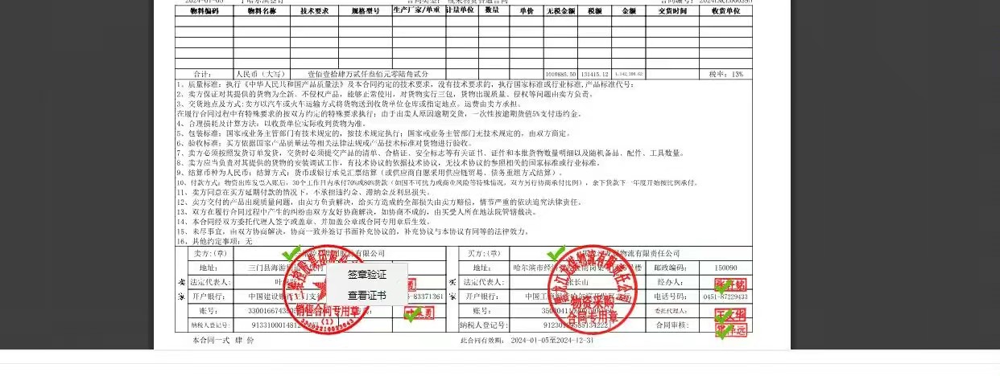 物料编码 物料名称 技术要求 规格型号 生产厂家/单重 计量单位 数量 单价 无税金额 税额 金额 交货时间 收货单位
合计: 人民币（大写） 壹佰壹拾肆万贰仟叁佰元零陆角贰分 1010885.50 131415.12 1,142,300.62 税率: 13%
1、质量标准: 执行《中华人民共和国产品质量法》及本合同约定的技术要求, 没有技术要求的, 执行国家标准或行业标准,产品标准代号:
2、卖方保证对其提供的货物为全新、不侵权产品, 能够正常使用, 对货物实行三包, 货物出现质量、侵权等问题由卖方负责。
3、交货地点及方式:卖方以汽车或火车运输方式将货物送到收货单位仓库或指定地点。运费由卖方承担。
在履行合同过程中有特殊要求的按双方约定的特殊要求执行; 由于出卖人原因逾期交货, 一次性按逾期货值5%支付违约金。
4、合理损耗及计算方法: 以收货单位实际收到货物为准。
5、包装标准: 国家或业务主管部门有技术规定的, 按技术规定执行; 国家或业务主管部门无技术规定的, 由双方商定。
6、验收标准: 买方依据国家产品质量法等相关法律法规或产品技术标准对货物进行验收。
7、卖方必须按照发货订单发货, 交货时必须提交产品的清单、合格证、安全标志等有关证书、证件和本批货物数量明细以及随机备品、配件、工具数量。
8、卖方应当负责对其提供的货物的安装调试工作, 有技术协议的依据技术协议, 无技术协议的参照相关的国家标准或行业标准。
9、结算币种为人民币; 结算方式: 货币或银行承兑汇票结算（或供应商自愿采用供应链贸易、债务重组方式结算）。
10、付款方式: 物资出库发票入账后, 30个工作日内承付70%或80%货款（如因不可抗力或商业风险等特殊情况, 双方另行协商承付比例）, 余下货款下一年度开始按比例承付。
11、卖方同意在买方延期付款的情况下, 不承担违约金、滞纳金及利息损失。
12、卖方交付的产品出现质量问题, 由卖方负责解决, 给买方造成的全部损失由卖方赔偿, 情节严重的依法追究法律责任。
13、双方在履行合同过程中产生的纠纷由双方友好协商解决, 如协商不成的, 由买受人所在地法院管辖裁决。
14、本合同经双方委托代理人签字或盖章、并加盖公章或合同专用章后生效。
15、未尽事宜, 由双方协商解决, 协商一致并签订书面补充协议的, 补充协议与本协议有同等的法律效力。
16、其他约定事项: 无
卖方:(章) 有限公司 买方:(章) 物流有限责任公司
地址: 三门县海游 地址: 哈尔滨市经 邮政编码: 150090
卖家 法定代表人: 叶 买家 法定代表人: 张长山 经办人:
开户银行: 中国建设银行三门支 83371361 开户银行: 中国工 电话号码: 0451-87229433
账号: 账号: 委托代理人:
纳税人登记号: 纳税人登记号: 合同审核:
签章验证
查看证书
销售合同专用章
(1)
物资采购
合同专用章
本合同一式 肆 份 此合同有效期: 2024-01-05至2024-12-31